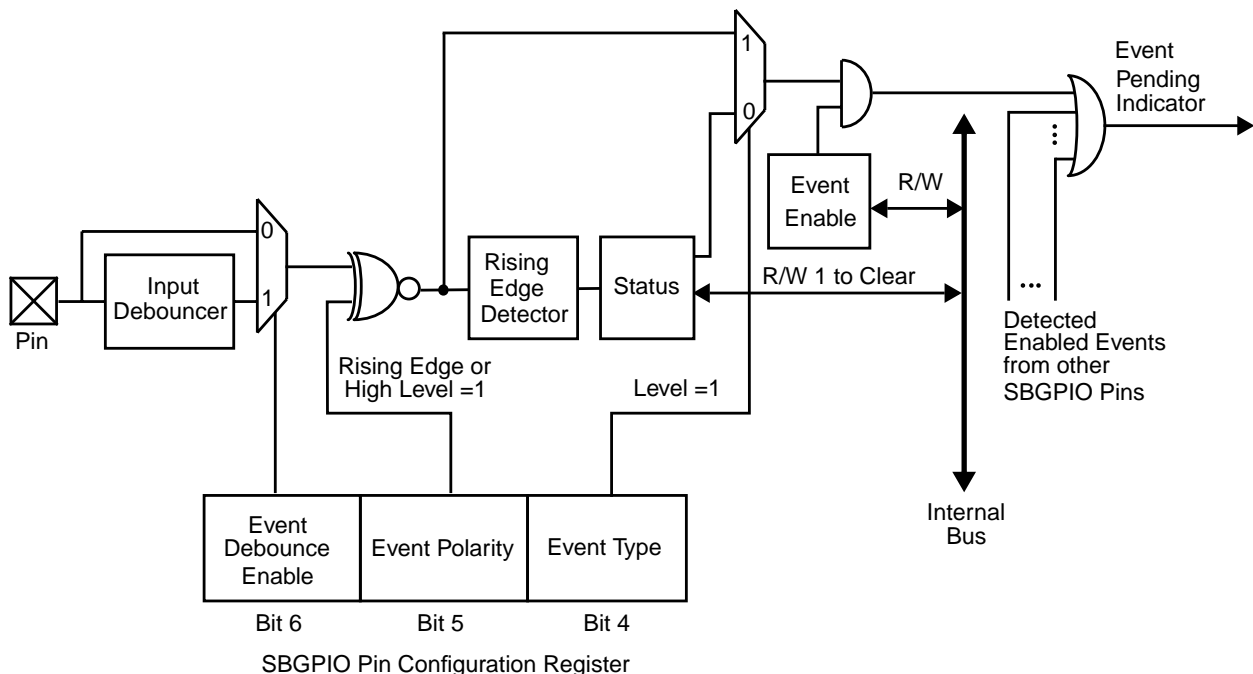 Event
Pending
Indicator
1
0
Event
Enable
R/W
0
1
Input
Debouncer
Pin
Rising
Edge
Detector
Status
R/W 1 to Clear
...
...
Detected
Enabled Events
from other
SBGPIO Pins
Rising Edge or
High Level =1
Level =1
Internal
Bus
Event
Debounce
Enable
Event Polarity
Event Type
Bit 6
Bit 5
Bit 4
SBGPIO Pin Configuration Register